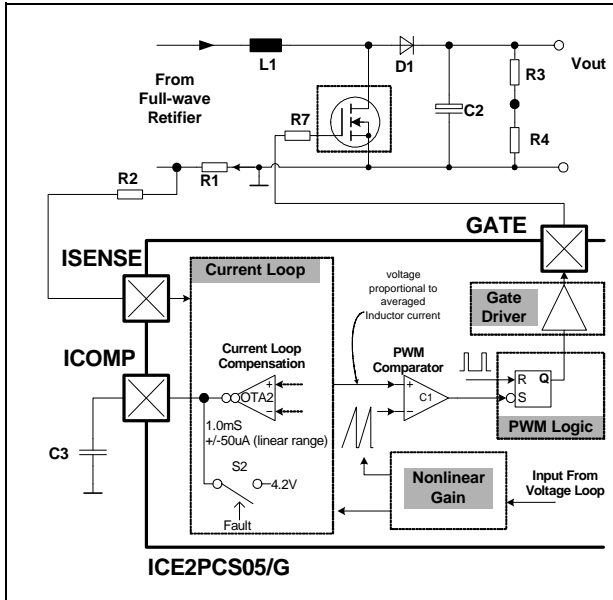 L1
D1
From
Full-wave
Retifier
R3
Vout
R7
C2
R4
R2
R1
GATE
ISENSE
Current Loop
voltage
proportional to
averaged
Inductor current
Gate
Driver
ICOMP
Current Loop
Compensation
PWM
Comparator
R Q
S
OTA2
C1
PWM Logic
1.0mS
+/-50uA (linear range)
C3
S2
4.2V
Fault
Nonlinear
Gain
Input From
Voltage Loop
ICE2PCS05/G